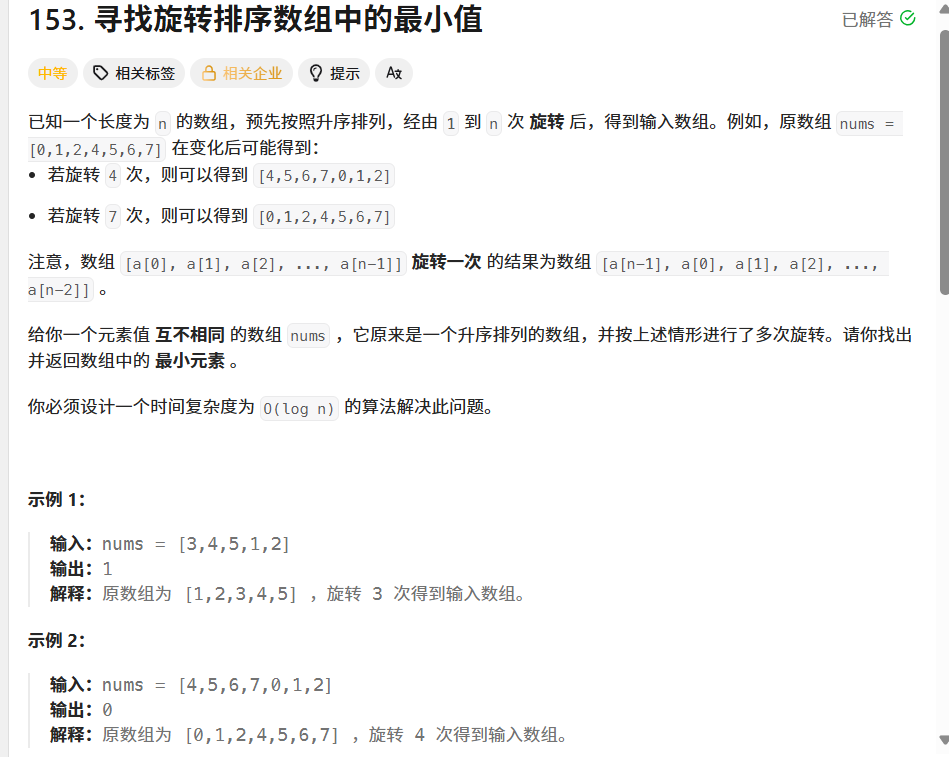 153. 寻找旋转排序数组中的最小值
已解答
中等 相关标签 相关企业 提示 Aあ
已知一个长度为 n 的数组，预先按照升序排列，经由 1 到 n 次 旋转 后，得到输入数组。例如，原数组 nums =
[0,1,2,4,5,6,7] 在变化后可能得到：
• 若旋转 4 次，则可以得到 [4,5,6,7,0,1,2]
• 若旋转 7 次，则可以得到 [0,1,2,4,5,6,7]
注意，数组 [a[0], a[1], a[2], ..., a[n-1]] 旋转一次 的结果为数组 [a[n-1], a[0], a[1], a[2], ...,
a[n-2]] 。
给你一个元素值 互不相同 的数组 nums ，它原来是一个升序排列的数组，并按上述情形进行了多次旋转。请你找出
并返回数组中的 最小元素 。
你必须设计一个时间复杂度为 O(log n) 的算法解决此问题。
示例 1：
输入：nums = [3,4,5,1,2]
输出：1
解释：原数组为 [1,2,3,4,5] ，旋转 3 次得到输入数组。
示例 2：
输入：nums = [4,5,6,7,0,1,2]
输出：0
解释：原数组为 [0,1,2,4,5,6,7] ，旋转 4 次得到输入数组。